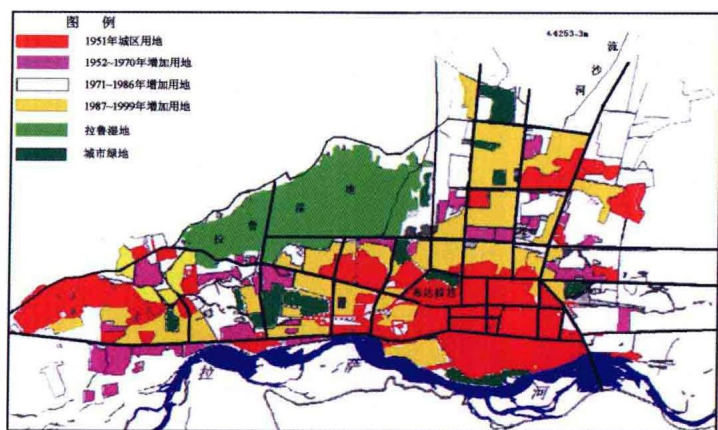 图 例
1951年城区用地
1952~1970年增加用地
1971~1986年增加用地
1987~1999年增加用地
拉鲁湿地
城市绿地
流沙河
拉鲁湿地
布达拉宫
拉萨河